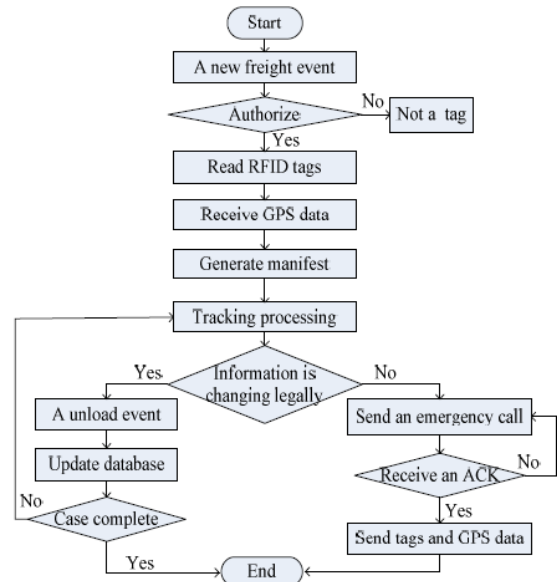 Start
A new freight event
Authorize
No
Not a tag
Yes
Read RFID tags
Receive GPS data
Generate manifest
Tracking processing
Yes
Information is
changing legally
No
A unload event
Send an emergency call
Update database
Receive an ACK
No
No
Case complete
Yes
Send tags and GPS data
Yes
End